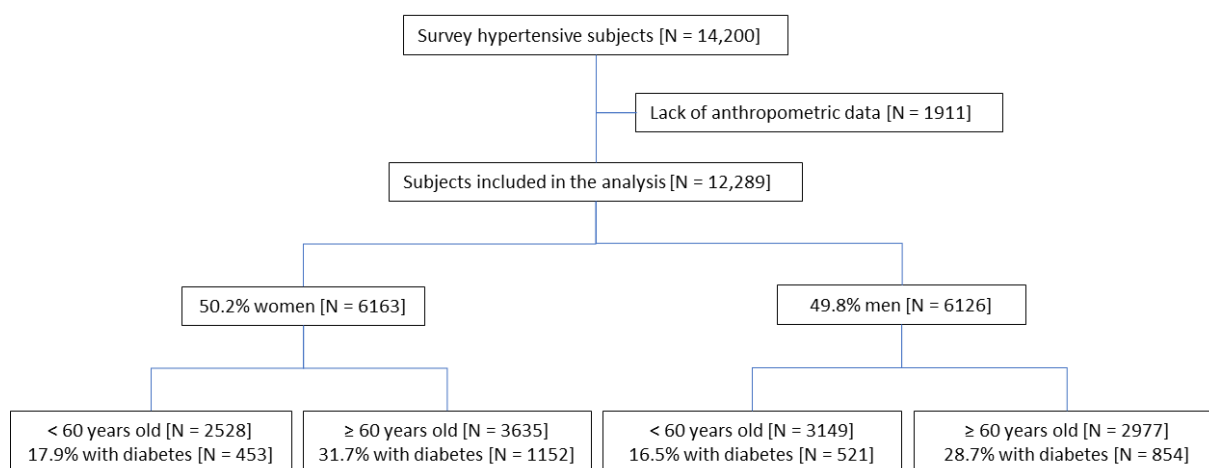 Survey hypertensive subjects [N = 14,200]
Lack of anthropometric data [N = 1911]
Subjects included in the analysis [N = 12,289]
50.2% women [N = 6163]
49.8% men [N = 6126]
< 60 years old [N = 2528]
17.9% with diabetes [N = 453]
≥ 60 years old [N = 3635]
31.7% with diabetes [N = 1152]
< 60 years old [N = 3149]
16.5% with diabetes [N = 521]
≥ 60 years old [N = 2977]
28.7% with diabetes [N = 854]